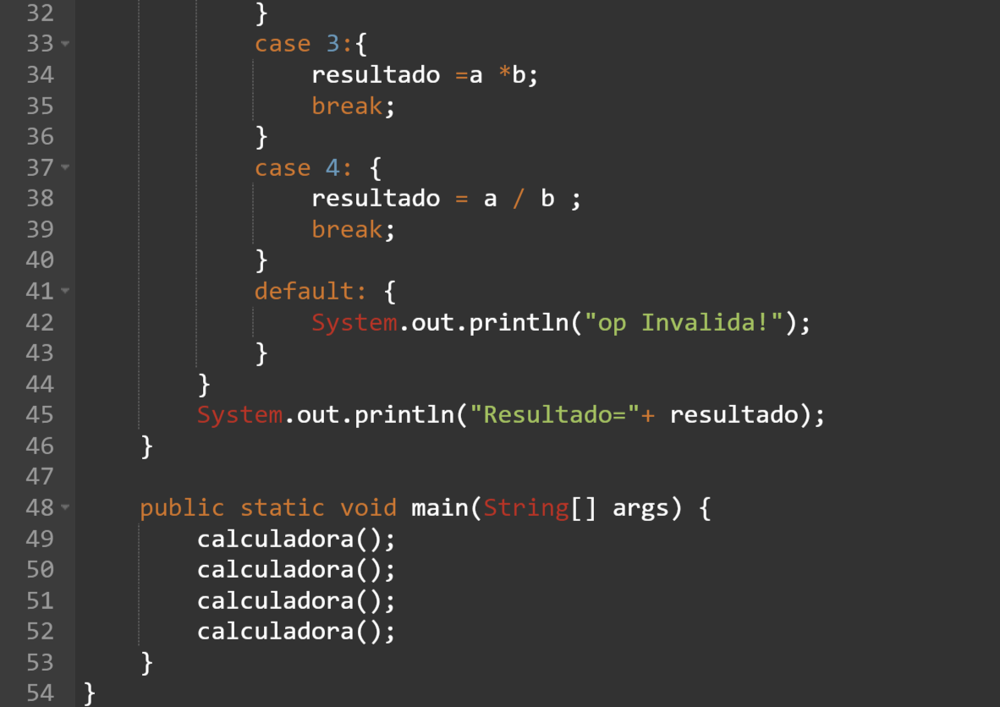 32 }
33 case 3:{
34 resultado =a *b;
35 break;
36 }
37 case 4: {
38 resultado = a / b ;
39 break;
40 }
41 default: {
42 System.out.println("op Invalida!");
43 }
44 }
45 System.out.println("Resultado="+ resultado);
46 }
47
48 public static void main(String[] args) {
49 calculadora();
50 calculadora();
51 calculadora();
52 calculadora();
53 }
54 }